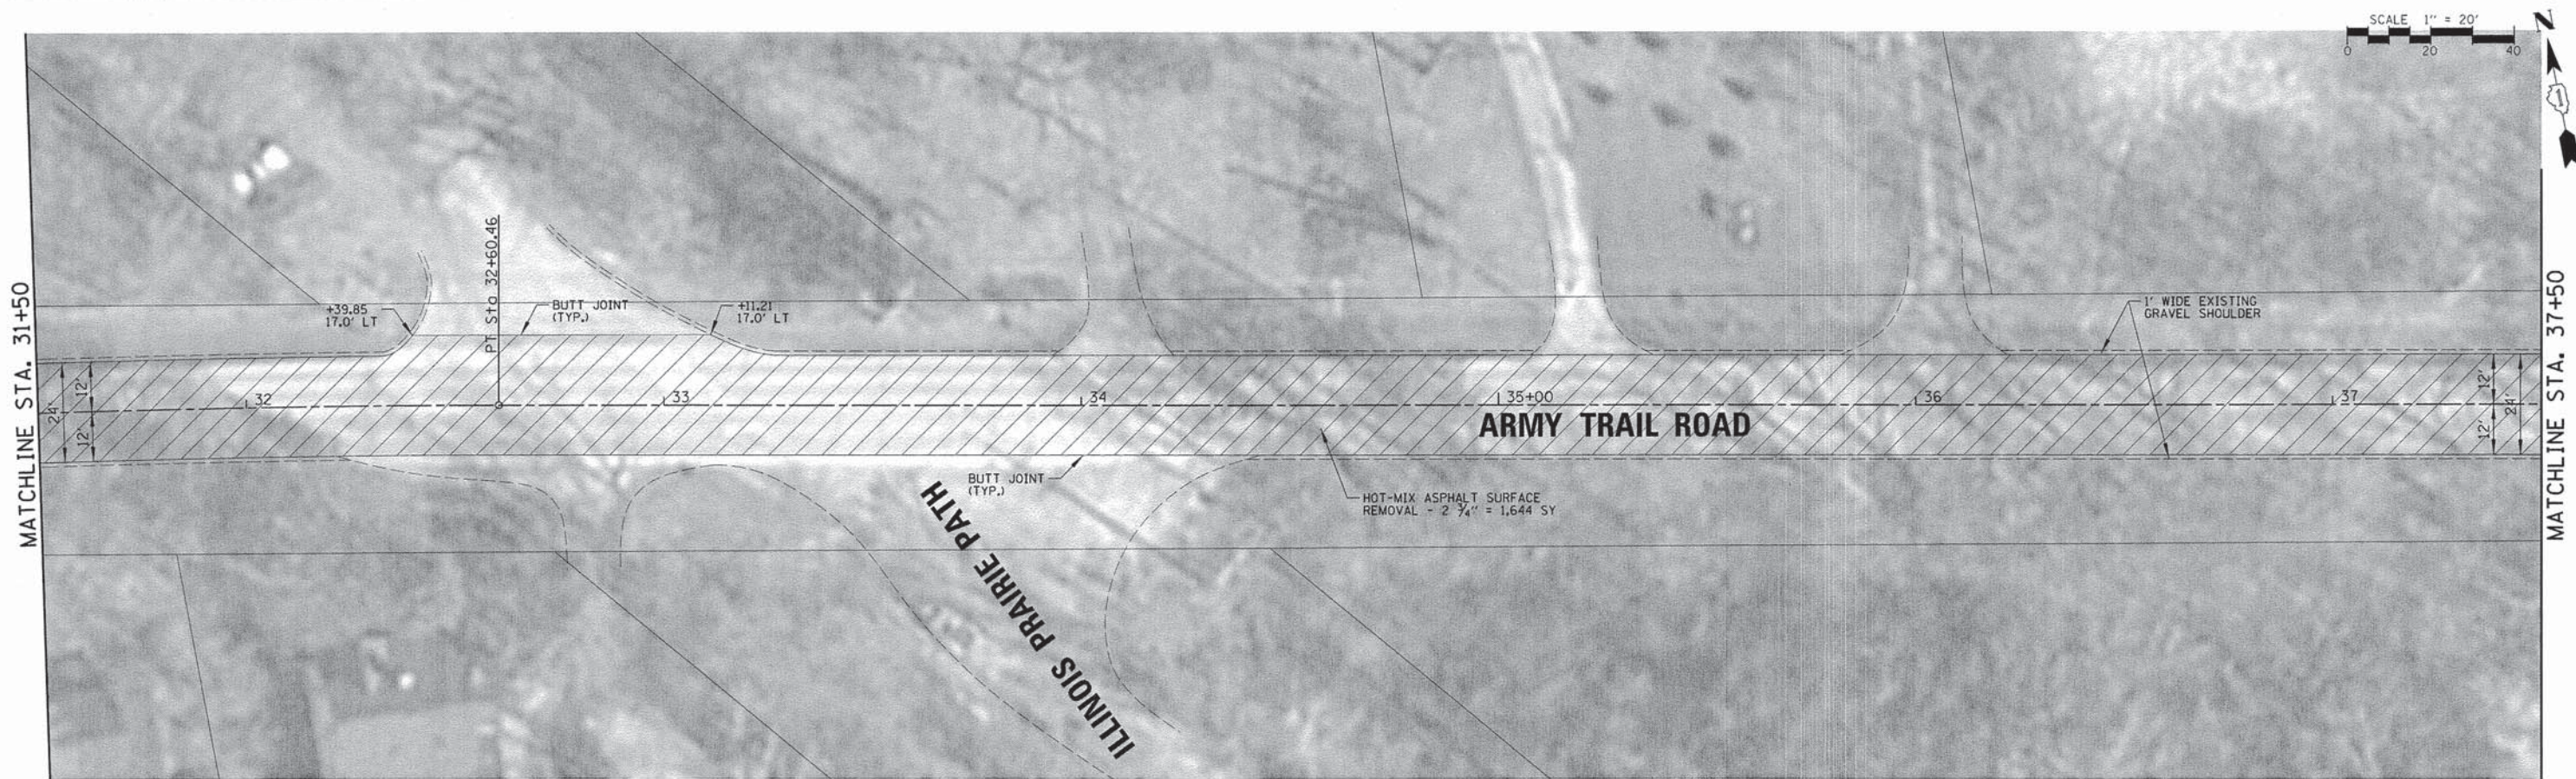 SCALE 1" = 20'
0 20 40
N
MATCHLINE STA. 31+50
PT Sta 32+60.46
+39.85
17.0' LT
BUTT JOINT
(TYP.)
+11.21
17.0' LT
1' WIDE EXISTING
GRAVEL SHOULDER
24'
12'
12'
32
33
34
35+00
36
37
12'
12'
24'
ARMY TRAIL ROAD
BUTT JOINT
(TYP.)
HOT-MIX ASPHALT SURFACE
REMOVAL - 2 3/4" = 1,644 SY
ILLINOIS PRAIRIE PATH
MATCHLINE STA. 37+50